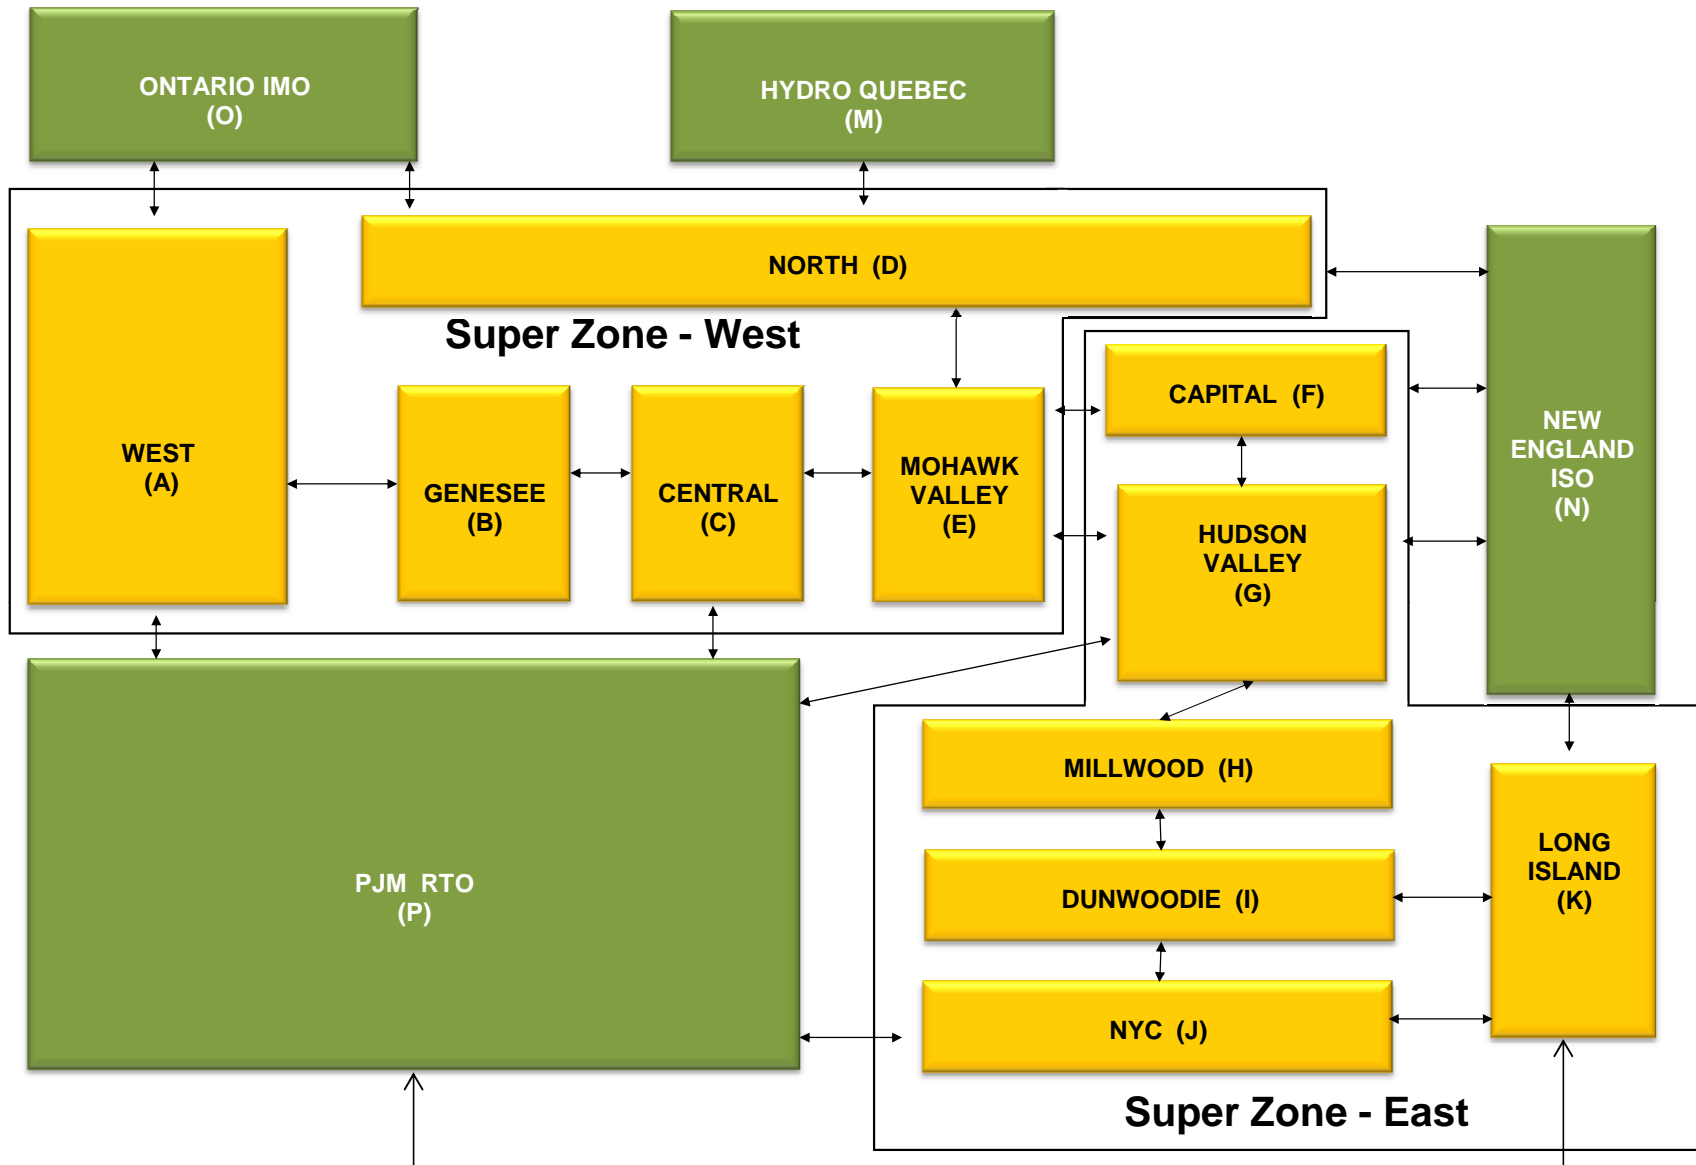 ONTARIO IMO
(O)
HYDRO QUEBEC
(M)
NORTH (D)
Super Zone - West
CAPITAL (F)
WEST
(A)
GENESEE
(B)
CENTRAL
(C)
MOHAWK
VALLEY
(E)
HUDSON
VALLEY
(G)
NEW
ENGLAND
ISO
(N)
MILLWOOD (H)
PJM RTO
(P)
DUNWOODIE (I)
LONG
ISLAND
(K)
NYC (J)
Super Zone - East